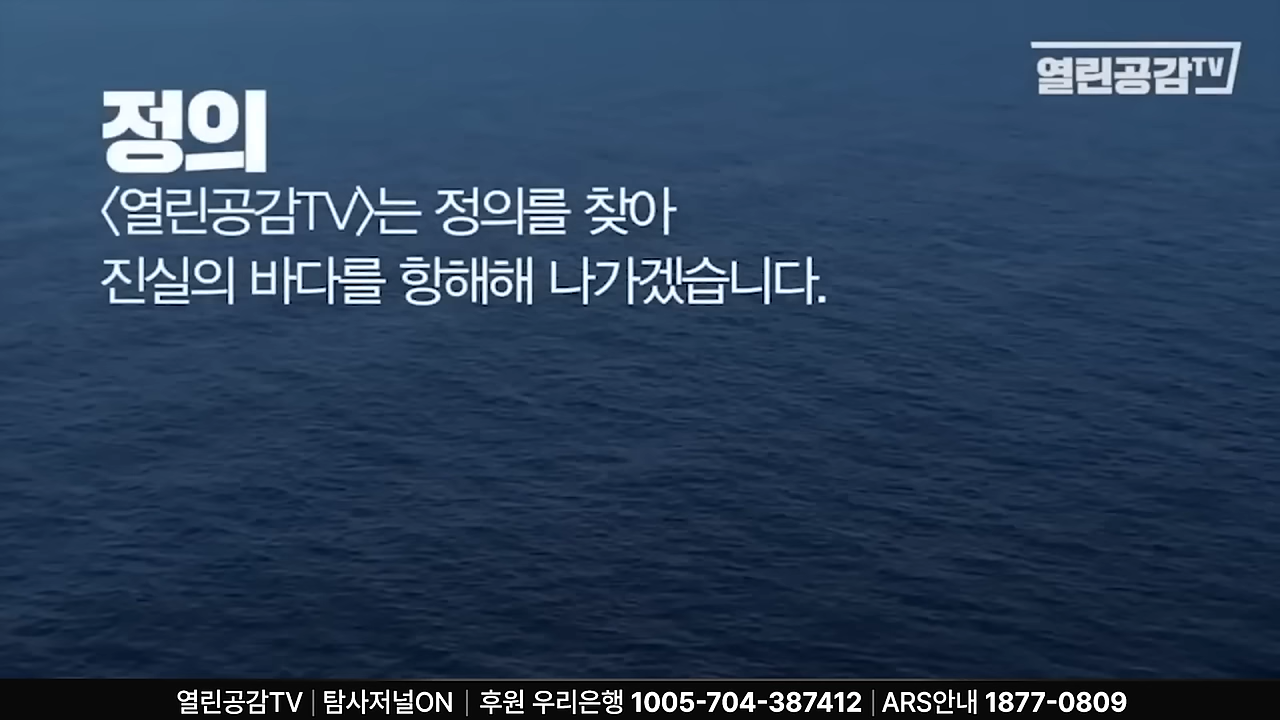 열린공감TV
정의
<열린공감TV>는 정의를 찾아
진실의 바다를 항해해 나가겠습니다.
열린공감TV | 탐사저널ON | 후원 우리은행 1005-704-387412 | ARS안내 1877-0809